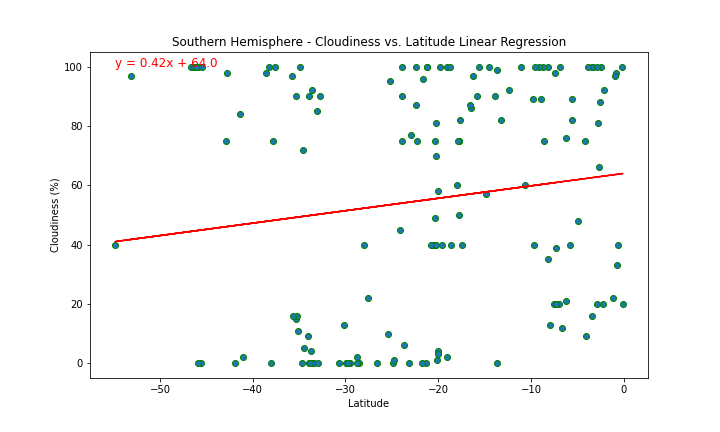 Southern Hemisphere - Cloudiness vs. Latitude Linear Regression
y = 0.42x + 64.0
100
80
60
40
20
0
Cloudiness (%)
−50 −40 −30 −20 −10 0
Latitude